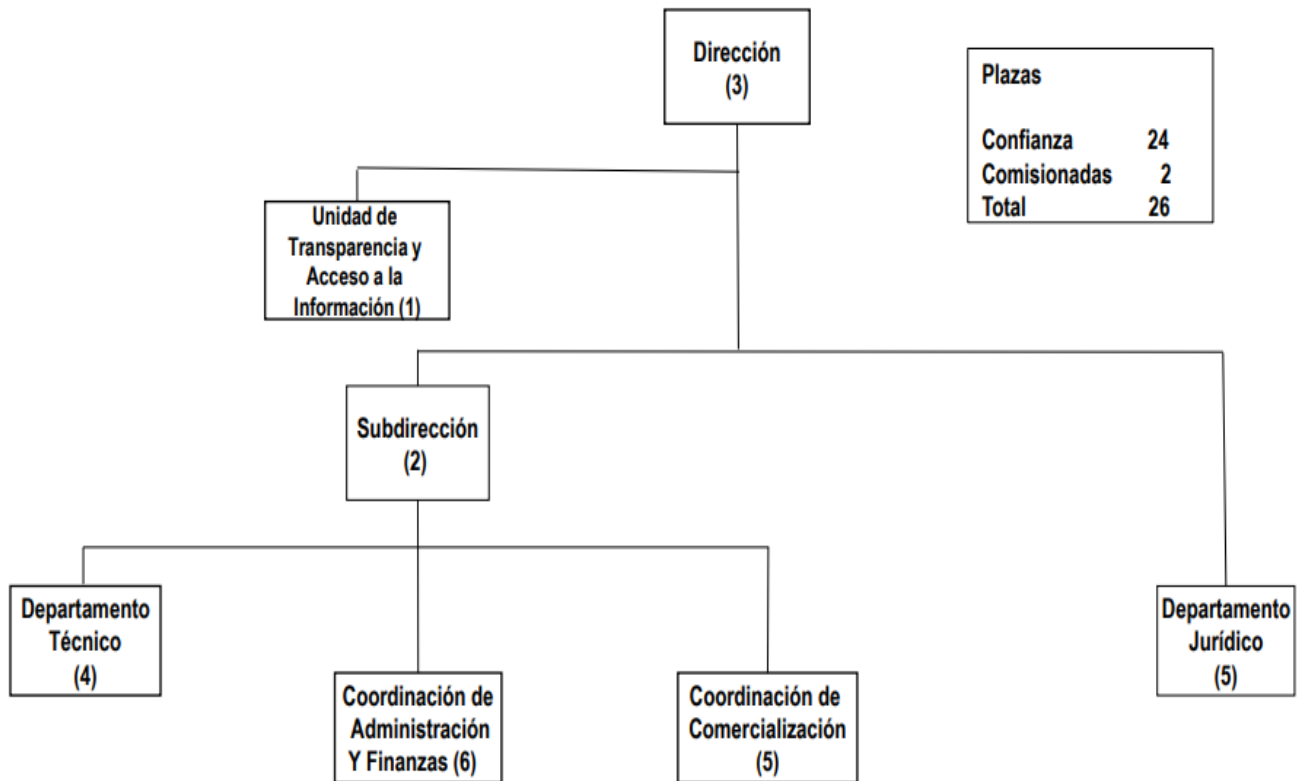 Dirección
(3)
Plazas
Confianza 24
Comisionadas 2
Total 26
Unidad de
Transparencia y
Acceso a la
Información (1)
Subdirección
(2)
Departamento
Técnico
(4)
Coordinación de
Administración
Y Finanzas (6)
Coordinación de
Comercialización
(5)
Departamento
Jurídico
(5)